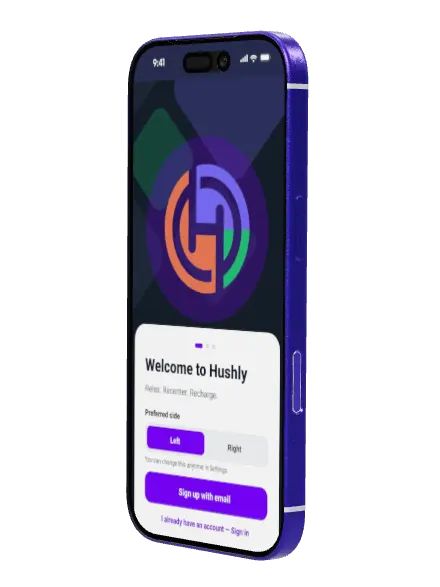 9:41
Welcome to Hushly
Relax. Recenter. Recharge.
Preferred side
Left Right
You can change this anytime in Settings
Sign up with email
I already have an account – Sign in